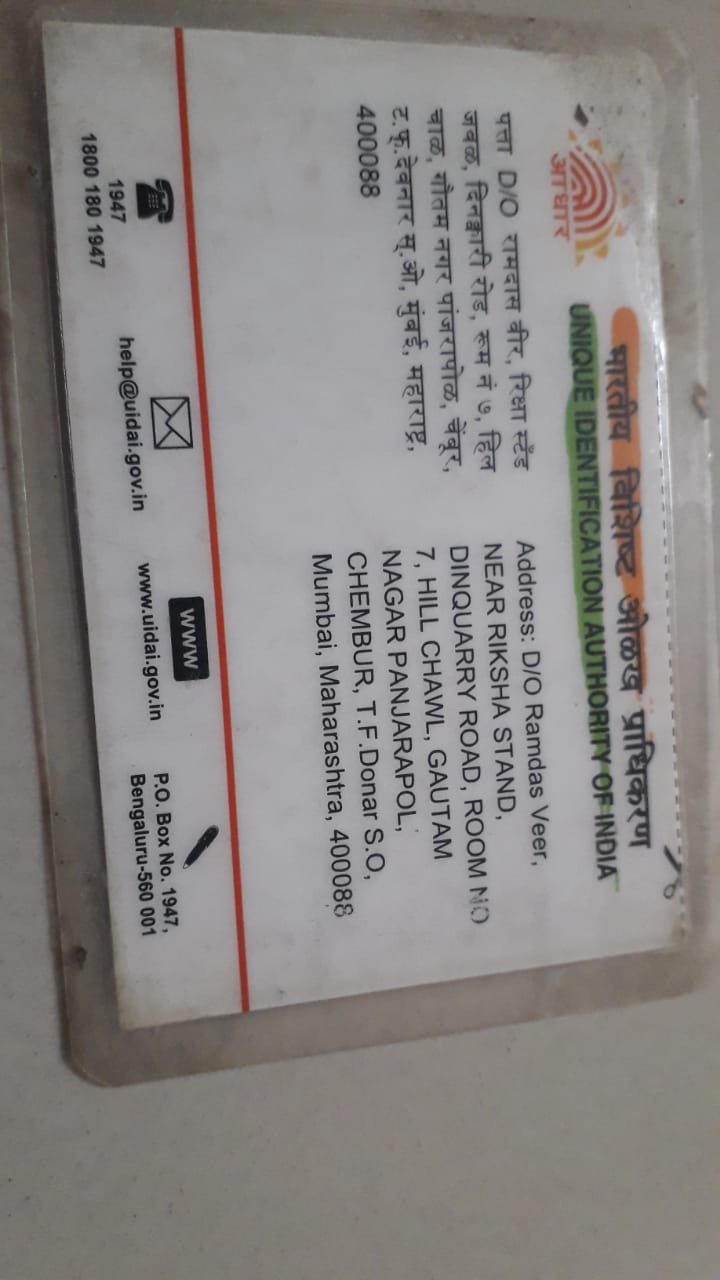 भारतीय विशिष्ट ओळख प्राधिकरण
UNIQUE IDENTIFICATION AUTHORITY OF INDIA
आधार
पत्ता D/O रामदास वीर, रिक्षा स्टँड
जवळ, दिनक्वारी रोड, रूम नं ७, हिल
चाळ, गौतम नगर पांजरापोळ, चेंबूर,
ट.फ्.देवनार स्.ओ, मुंबई, महाराष्ट्र,
400088
Address: D/O Ramdas Veer,
NEAR RIKSHA STAND,
DINQUARRY ROAD, ROOM NO
7, HILL CHAWL, GAUTAM
NAGAR PANJARAPOL,
CHEMBUR, T.F.Donar S.O,
Mumbai, Maharashtra, 400088
1947
1800 180 1947
help@uidai.gov.in
www
www.uidai.gov.in
P.O. Box No. 1947,
Bengaluru-560 001